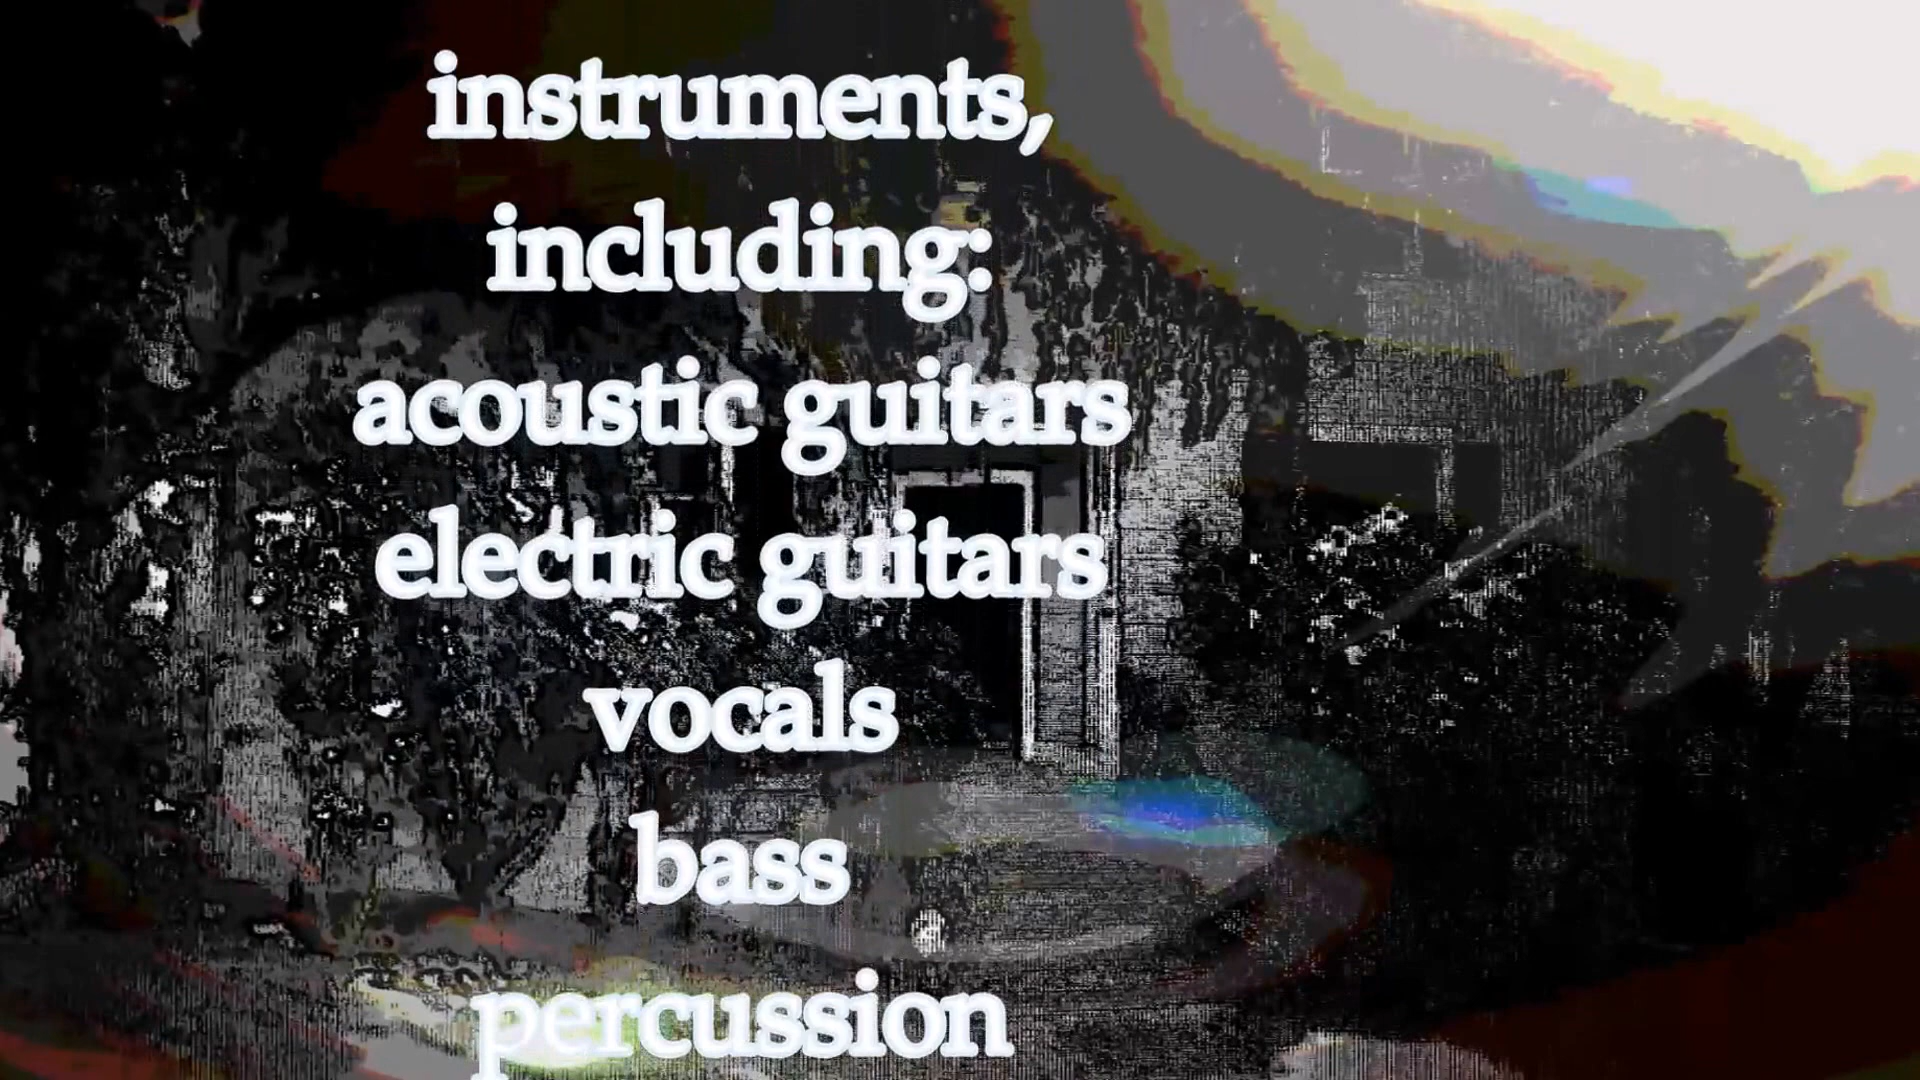 instruments,
including:
acoustic guitars
electric guitars
vocals
bass
percussion